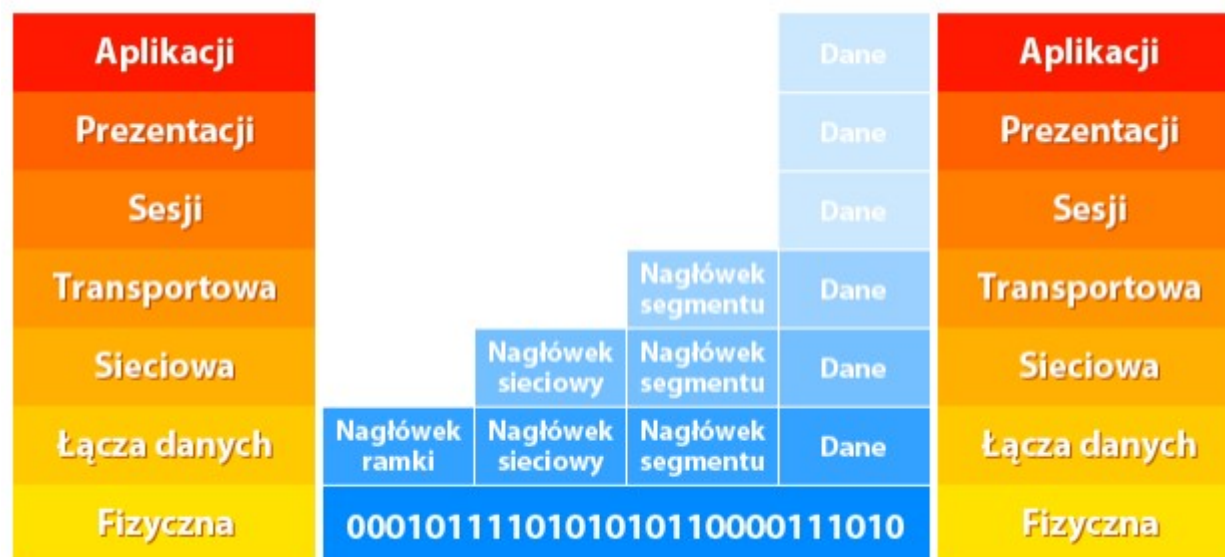 Aplikacji Dane Aplikacji
Prezentacji Dane Prezentacji
Sesji Dane Sesji
Transportowa Nagłówek segmentu Dane Transportowa
Sieciowa Nagłówek sieciowy Nagłówek segmentu Dane Sieciowa
Łącza danych Nagłówek ramki Nagłówek sieciowy Nagłówek segmentu Dane Łącza danych
Fizyczna 0001011110101010110000111010 Fizyczna